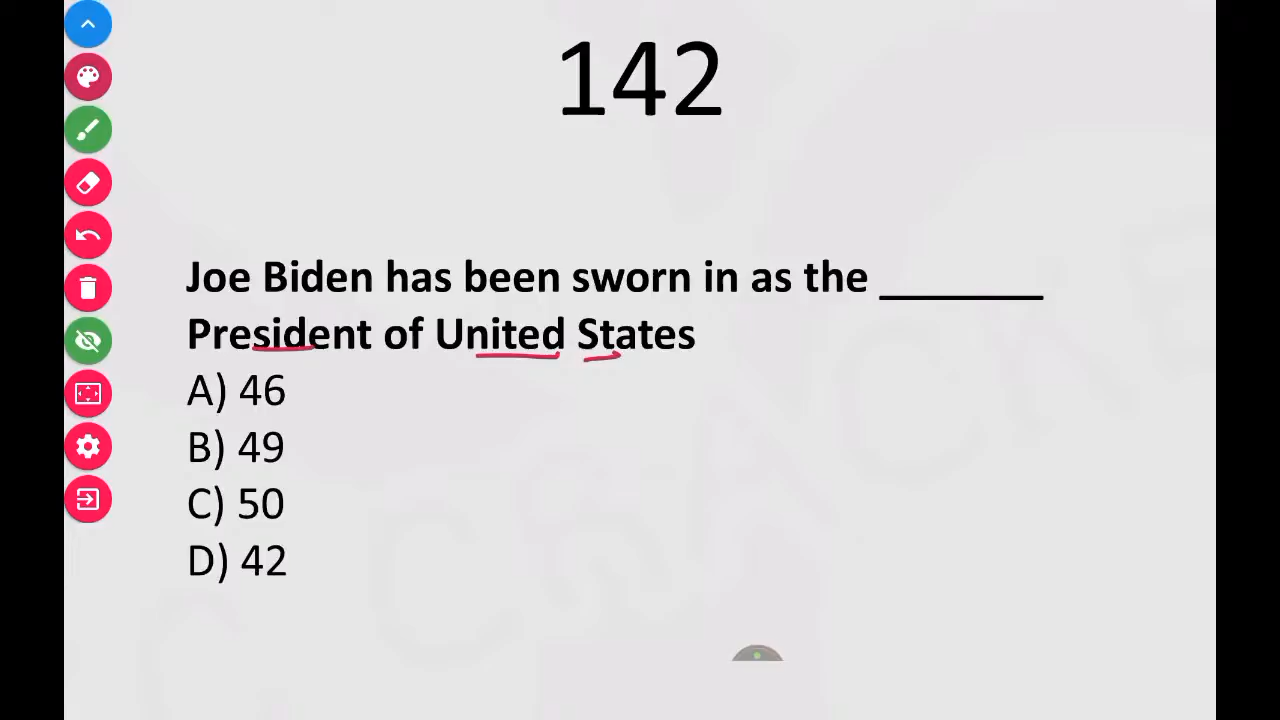 142
Joe Biden has been sworn in as the ________
President of United States
A) 46
B) 49
C) 50
D) 42